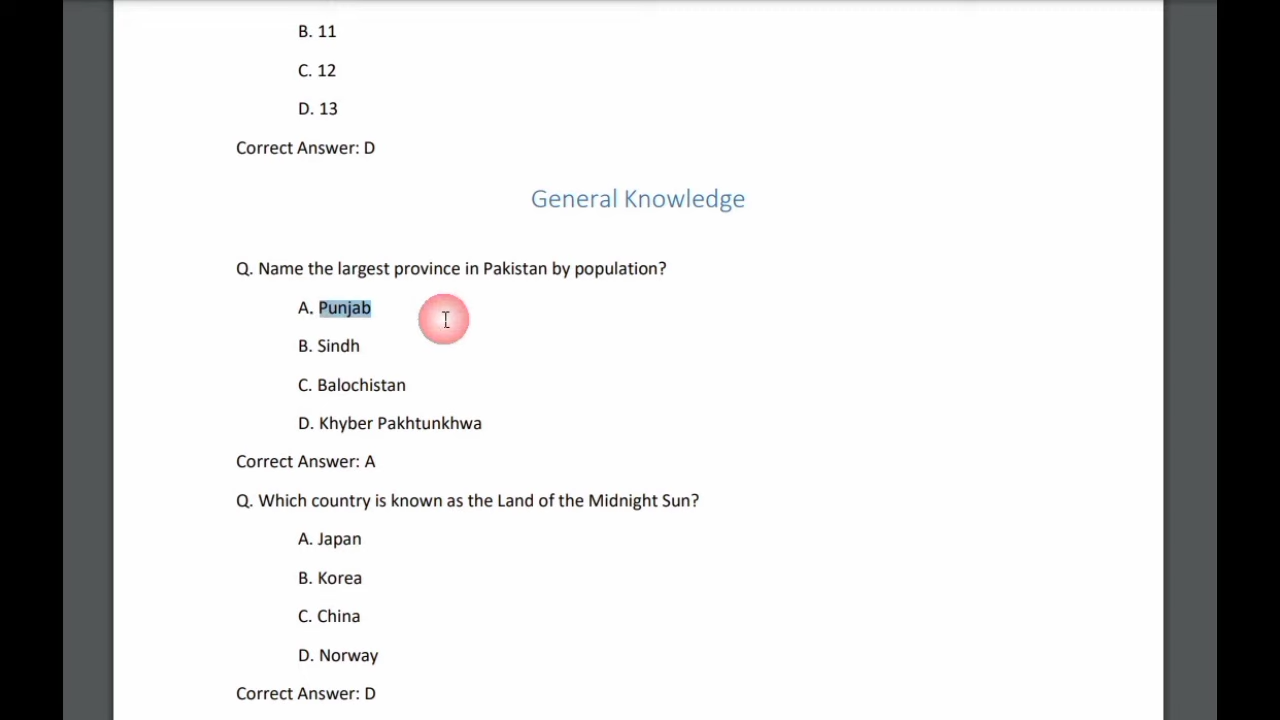 B. 11
C. 12
D. 13
Correct Answer: D
General Knowledge
Q. Name the largest province in Pakistan by population?
A. Punjab
B. Sindh
C. Balochistan
D. Khyber Pakhtunkhwa
Correct Answer: A
Q. Which country is known as the Land of the Midnight Sun?
A. Japan
B. Korea
C. China
D. Norway
Correct Answer: D